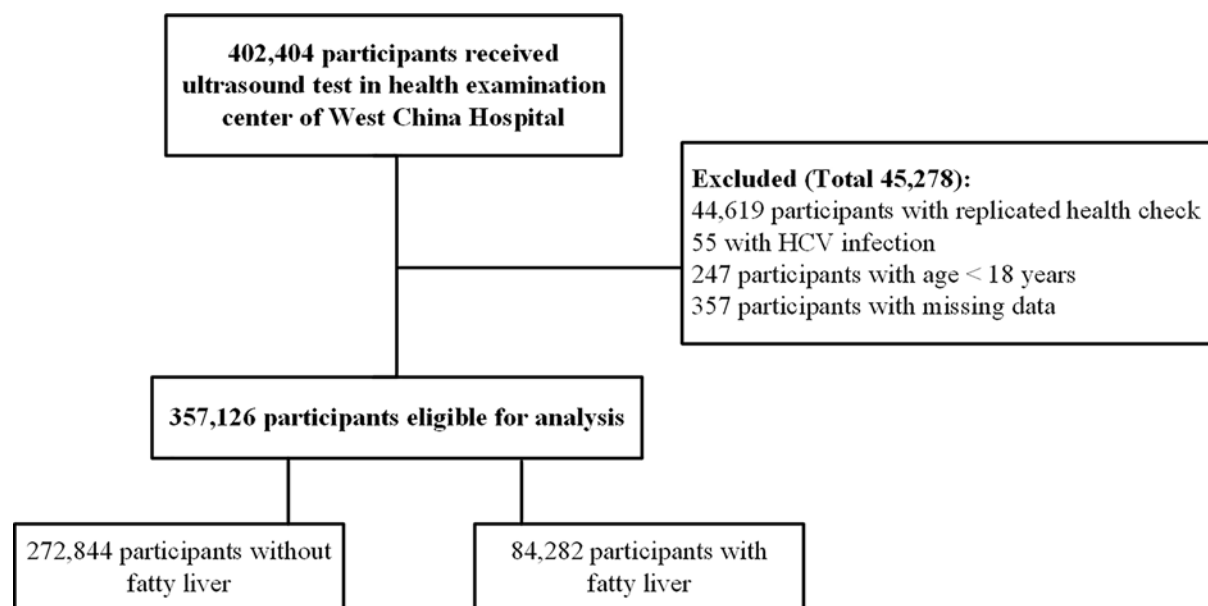 402,404 participants received
ultrasound test in health examination
center of West China Hospital
Excluded (Total 45,278):
44,619 participants with replicated health check
55 with HCV infection
247 participants with age < 18 years
357 participants with missing data
357,126 participants eligible for analysis
272,844 participants without
fatty liver
84,282 participants with
fatty liver